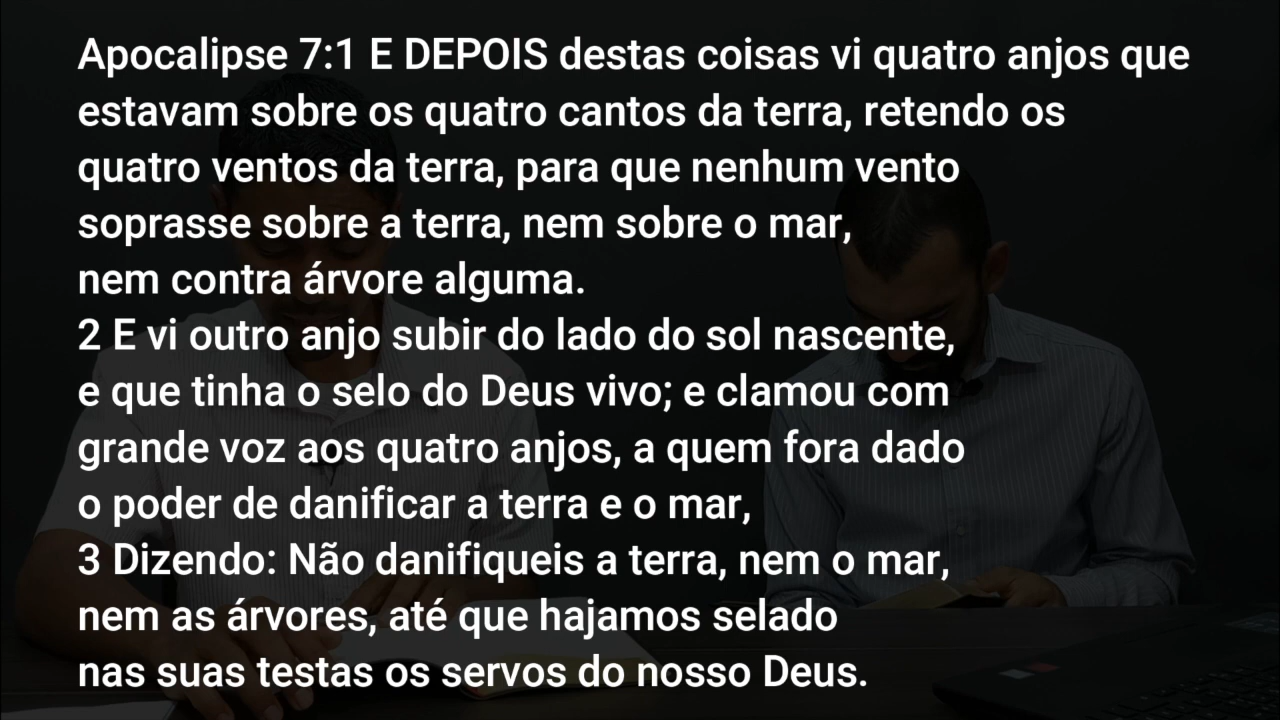 Apocalipse 7:1 E DEPOIS destas coisas vi quatro anjos que
estavam sobre os quatro cantos da terra, retendo os
quatro ventos da terra, para que nenhum vento
soprasse sobre a terra, nem sobre o mar,
nem contra árvore alguma.
2 E vi outro anjo subir do lado do sol nascente,
e que tinha o selo do Deus vivo; e clamou com
grande voz aos quatro anjos, a quem fora dado
o poder de danificar a terra e o mar,
3 Dizendo: Não danifiqueis a terra, nem o mar,
nem as árvores, até que hajamos selado
nas suas testas os servos do nosso Deus.